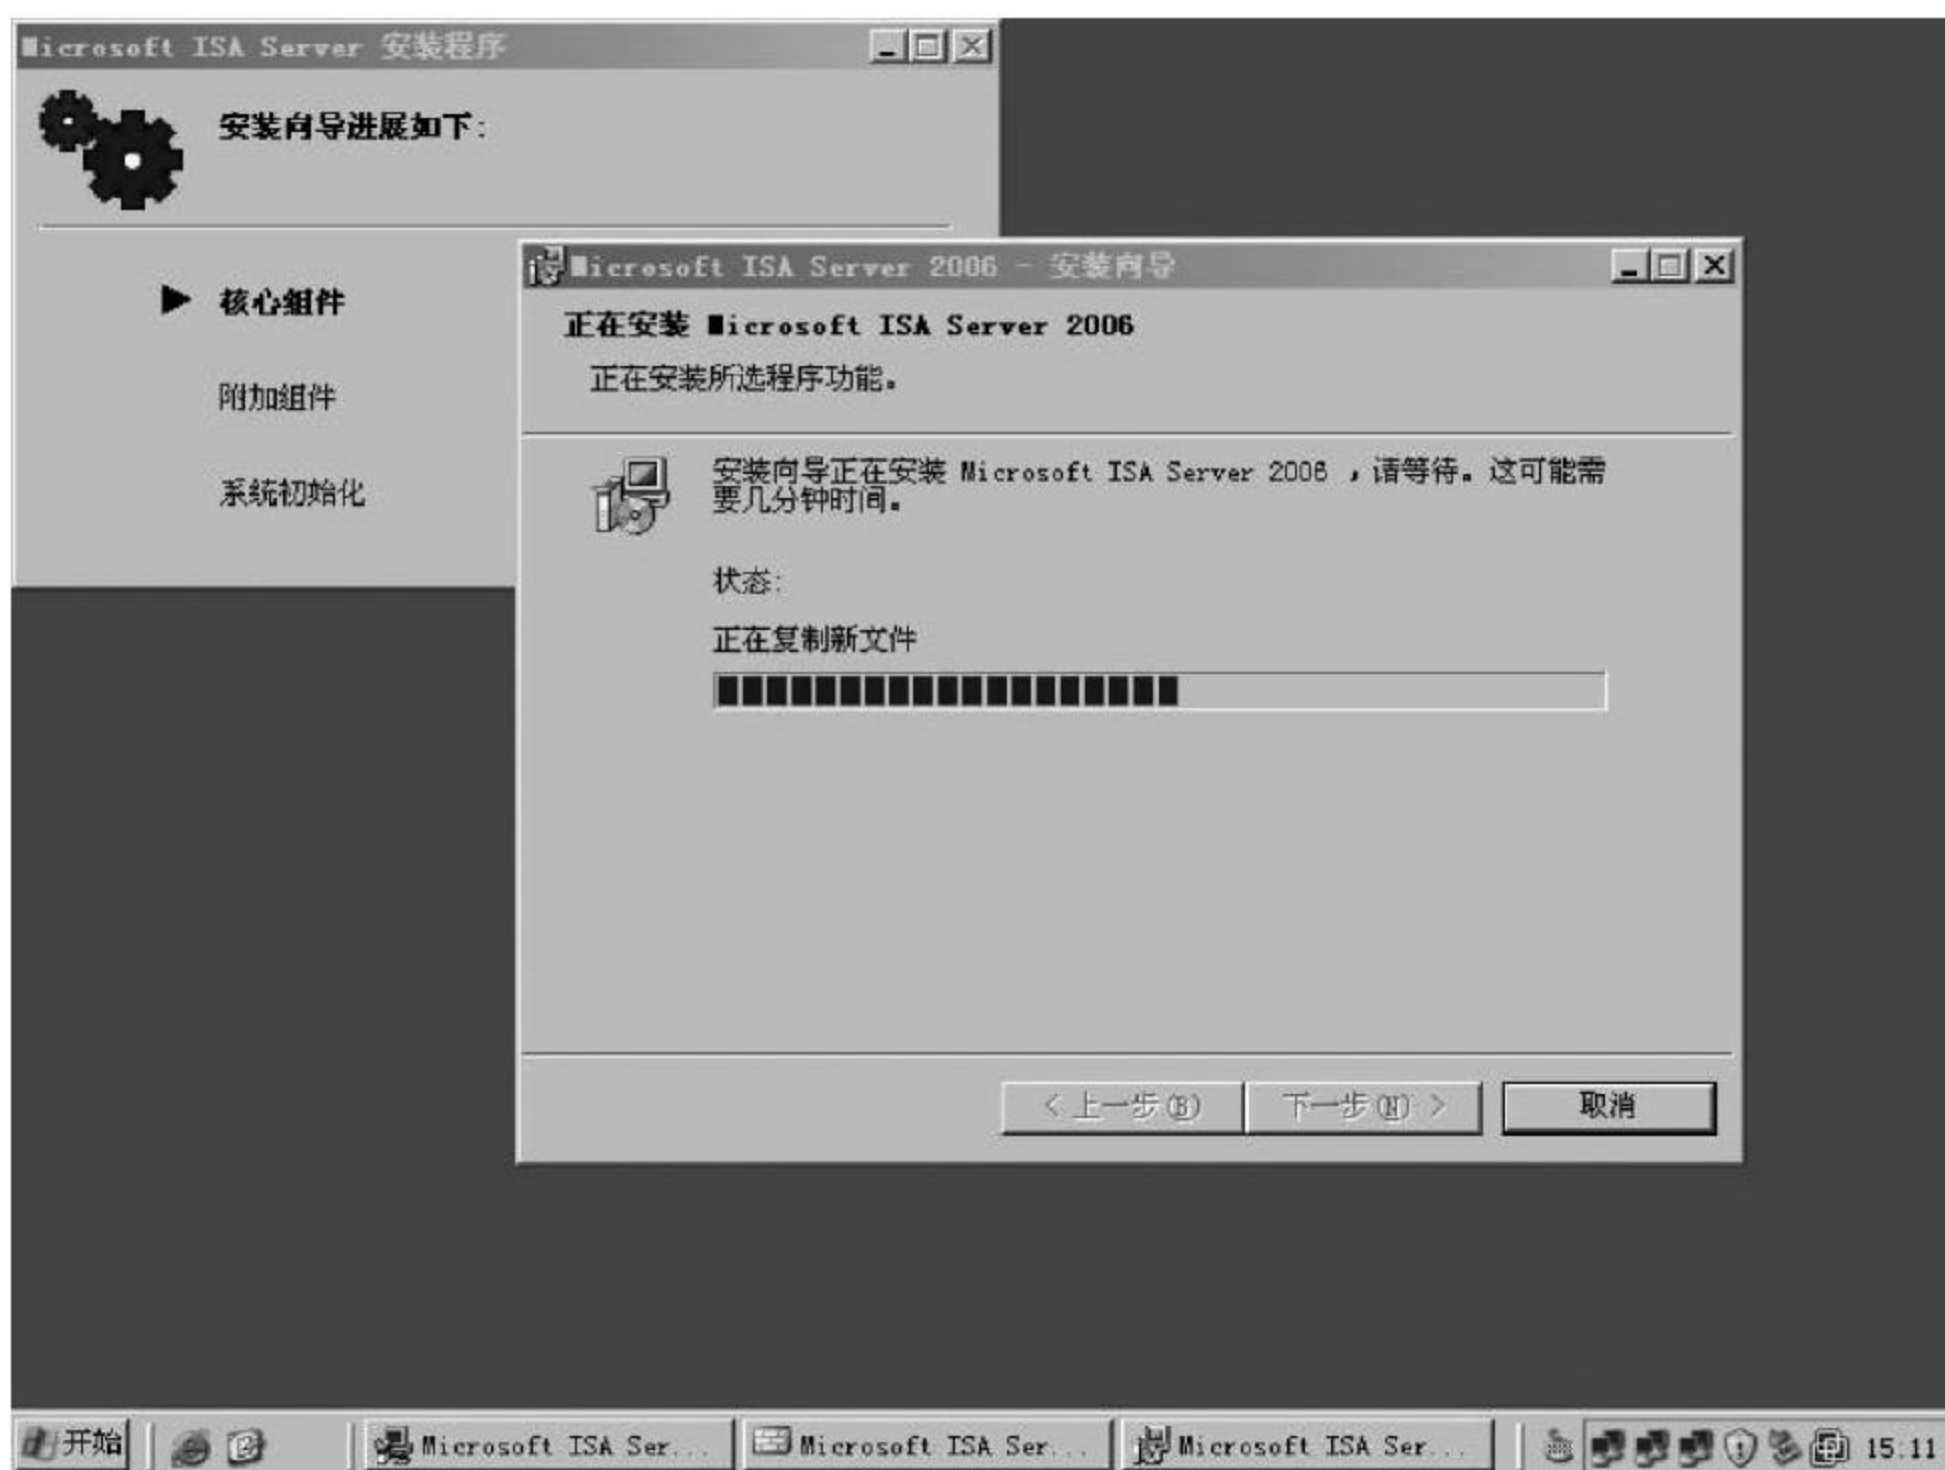 Microsoft ISA Server 安装程序
安装向导进展如下:
核心组件
附加组件
系统初始化
Microsoft ISA Server 2006 - 安装向导
正在安装 Microsoft ISA Server 2006
正在安装所选程序功能。
安装向导正在安装 Microsoft ISA Server 2006 ，请等待。这可能需
要几分钟时间。
状态:
正在复制新文件
< 上一步(B)
下一步(N) >
取消
开始
Microsoft ISA Ser...
Microsoft ISA Ser...
Microsoft ISA Ser...
15:11